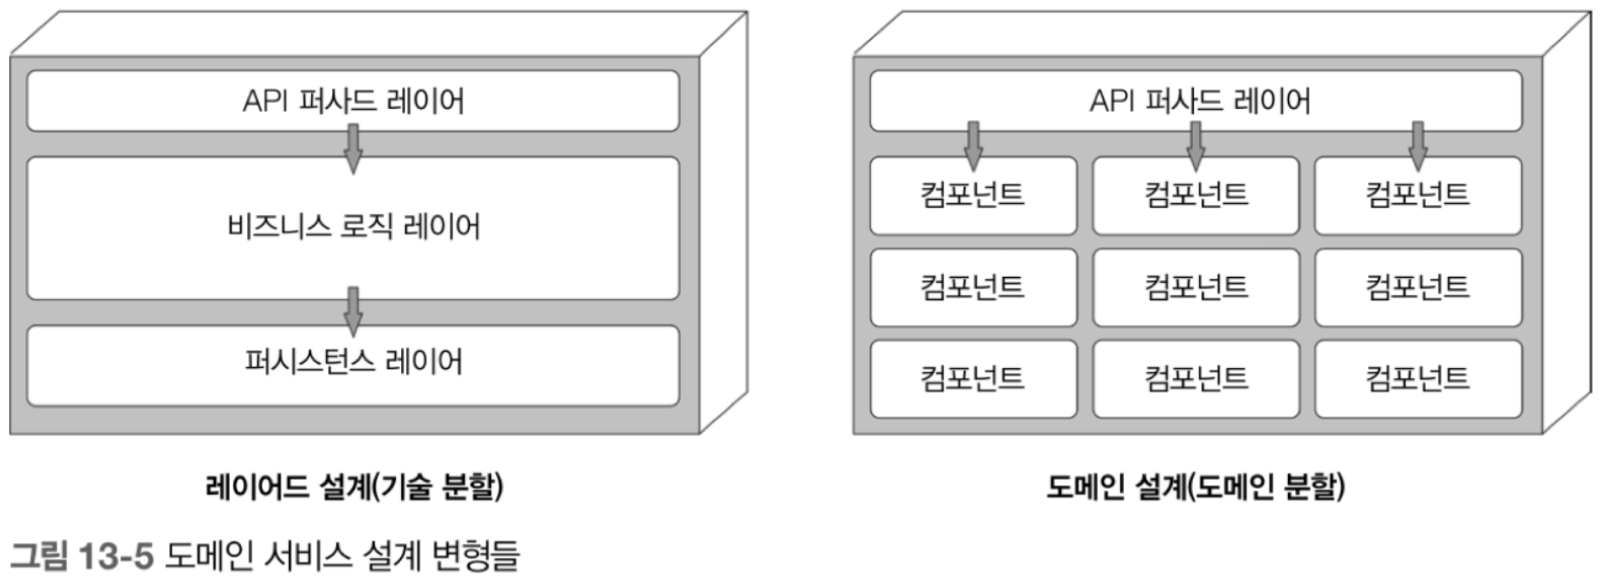 API 퍼사드 레이어
비즈니스 로직 레이어
퍼시스턴스 레이어
레이어드 설계(기술 분할)
API 퍼사드 레이어
컴포넌트 컴포넌트 컴포넌트
컴포넌트 컴포넌트 컴포넌트
컴포넌트 컴포넌트 컴포넌트
도메인 설계(도메인 분할)
그림 13-5 도메인 서비스 설계 변형들